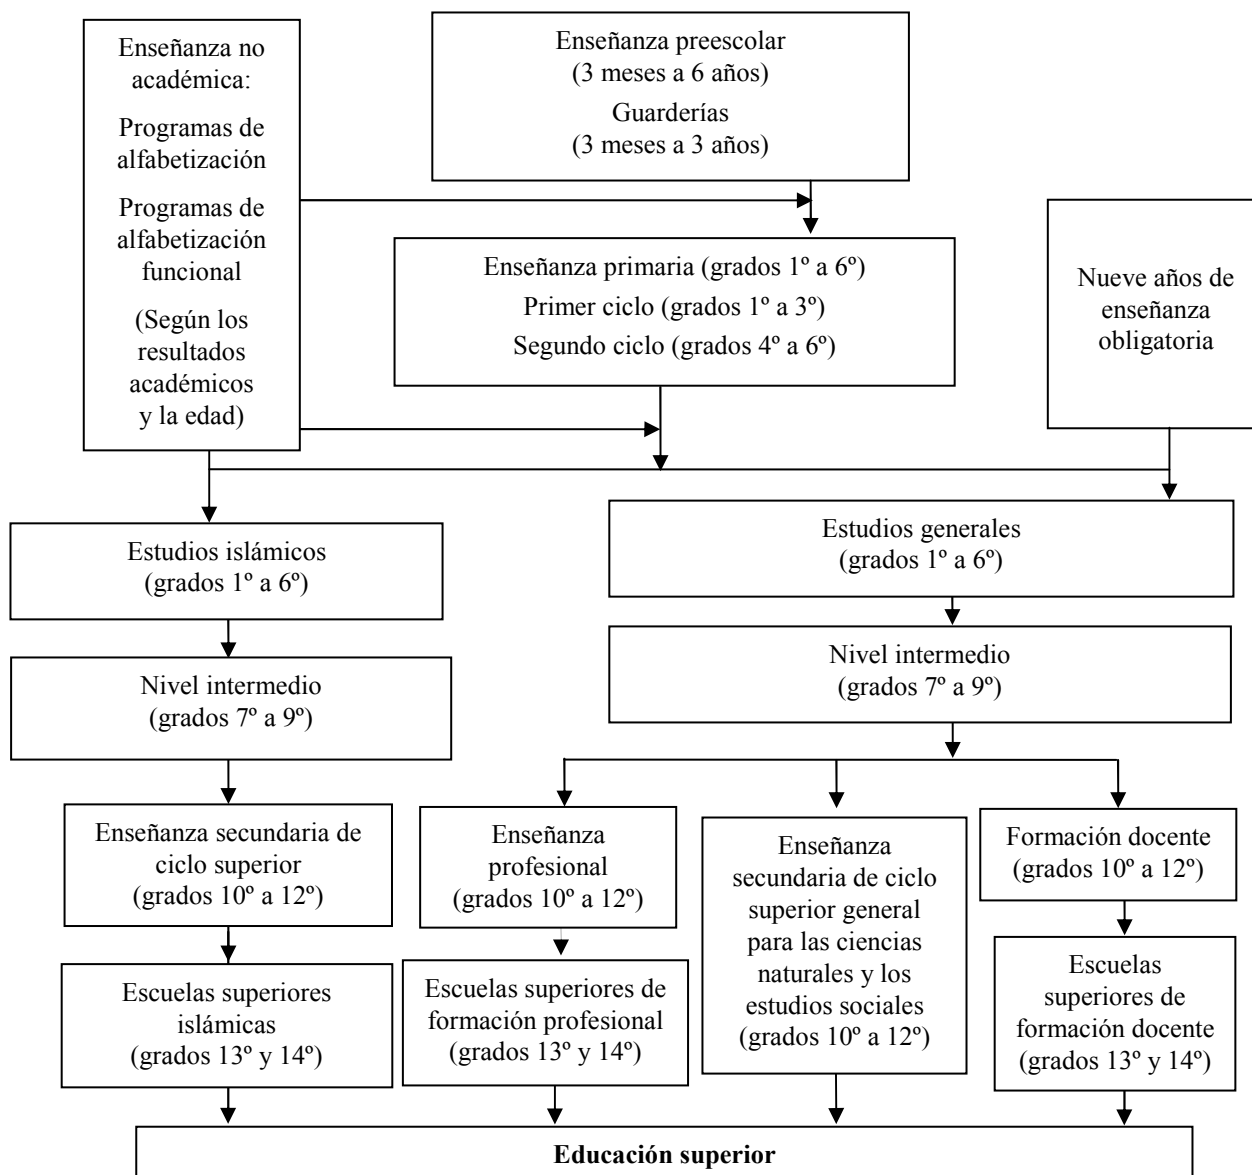 Enseñanza no
académica:
Programas de
alfabetización
Programas de
alfabetización
funcional
(Según los
resultados
académicos
y la edad)
Enseñanza preescolar
(3 meses a 6 años)
Guarderías
(3 meses a 3 años)
Enseñanza primaria (grados 1º a 6º)
Primer ciclo (grados 1º a 3º)
Segundo ciclo (grados 4º a 6º)
Nueve años de
enseñanza
obligatoria
Estudios islámicos
(grados 1º a 6º)
Estudios generales
(grados 1º a 6º)
Nivel intermedio
(grados 7º a 9º)
Nivel intermedio
(grados 7º a 9º)
Enseñanza secundaria de
ciclo superior
(grados 10º a 12º)
Enseñanza
profesional
(grados 10º a 12º)
Enseñanza
secundaria de ciclo
superior general
para las ciencias
naturales y los
estudios sociales
(grados 10º a 12º)
Formación docente
(grados 10º a 12º)
Escuelas superiores
islámicas
(grados 13º y 14º)
Escuelas superiores de
formación profesional
(grados 13º y 14º)
Escuelas
superiores de
formación docente
(grados 13º y 14º)
Educación superior